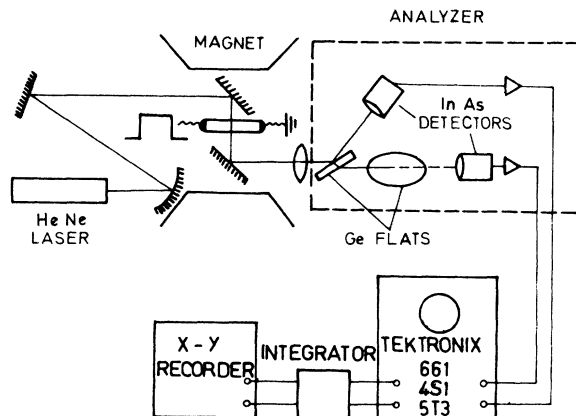 ANALYZER
MAGNET
In As
DETECTORS
He Ne
LASER
Ge FLATS
X-Y
RECORDER
INTEGRATOR
TEKTRONIX
661
4S1
5T3